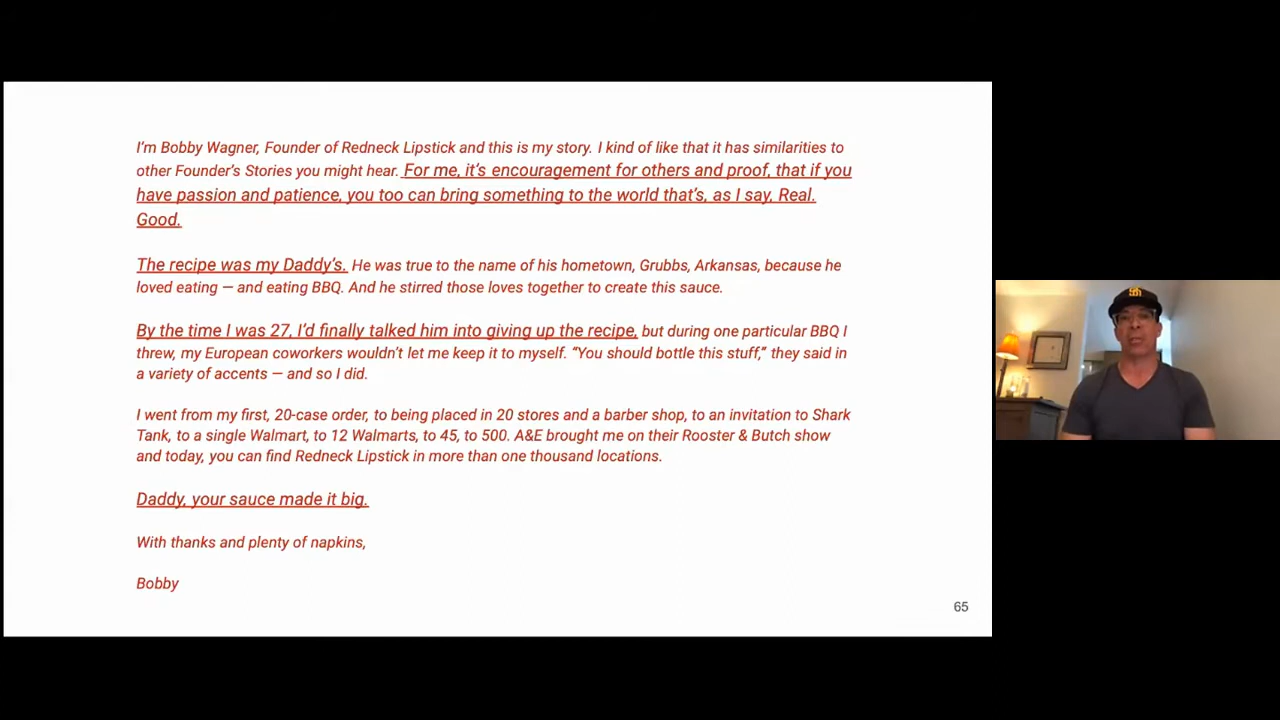 I'm Bobby Wagner, Founder of Redneck Lipstick and this is my story. I kind of like that it has similarities to
other Founder's Stories you might hear. For me, it's encouragement for others and proof, that if you
have passion and patience, you too can bring something to the world that's, as I say, Real.
Good.
The recipe was my Daddy's. He was true to the name of his hometown, Grubbs, Arkansas, because he
loved eating — and eating BBQ. And he stirred those loves together to create this sauce.
By the time I was 27, I'd finally talked him into giving up the recipe, but during one particular BBQ I
threw, my European coworkers wouldn't let me keep it to myself. “You should bottle this stuff,” they said in
a variety of accents — and so I did.
I went from my first, 20-case order, to being placed in 20 stores and a barber shop, to an invitation to Shark
Tank, to a single Walmart, to 12 Walmarts, to 45, to 500. A&E brought me on their Rooster & Butch show
and today, you can find Redneck Lipstick in more than one thousand locations.
Daddy, your sauce made it big.
With thanks and plenty of napkins,
Bobby
65